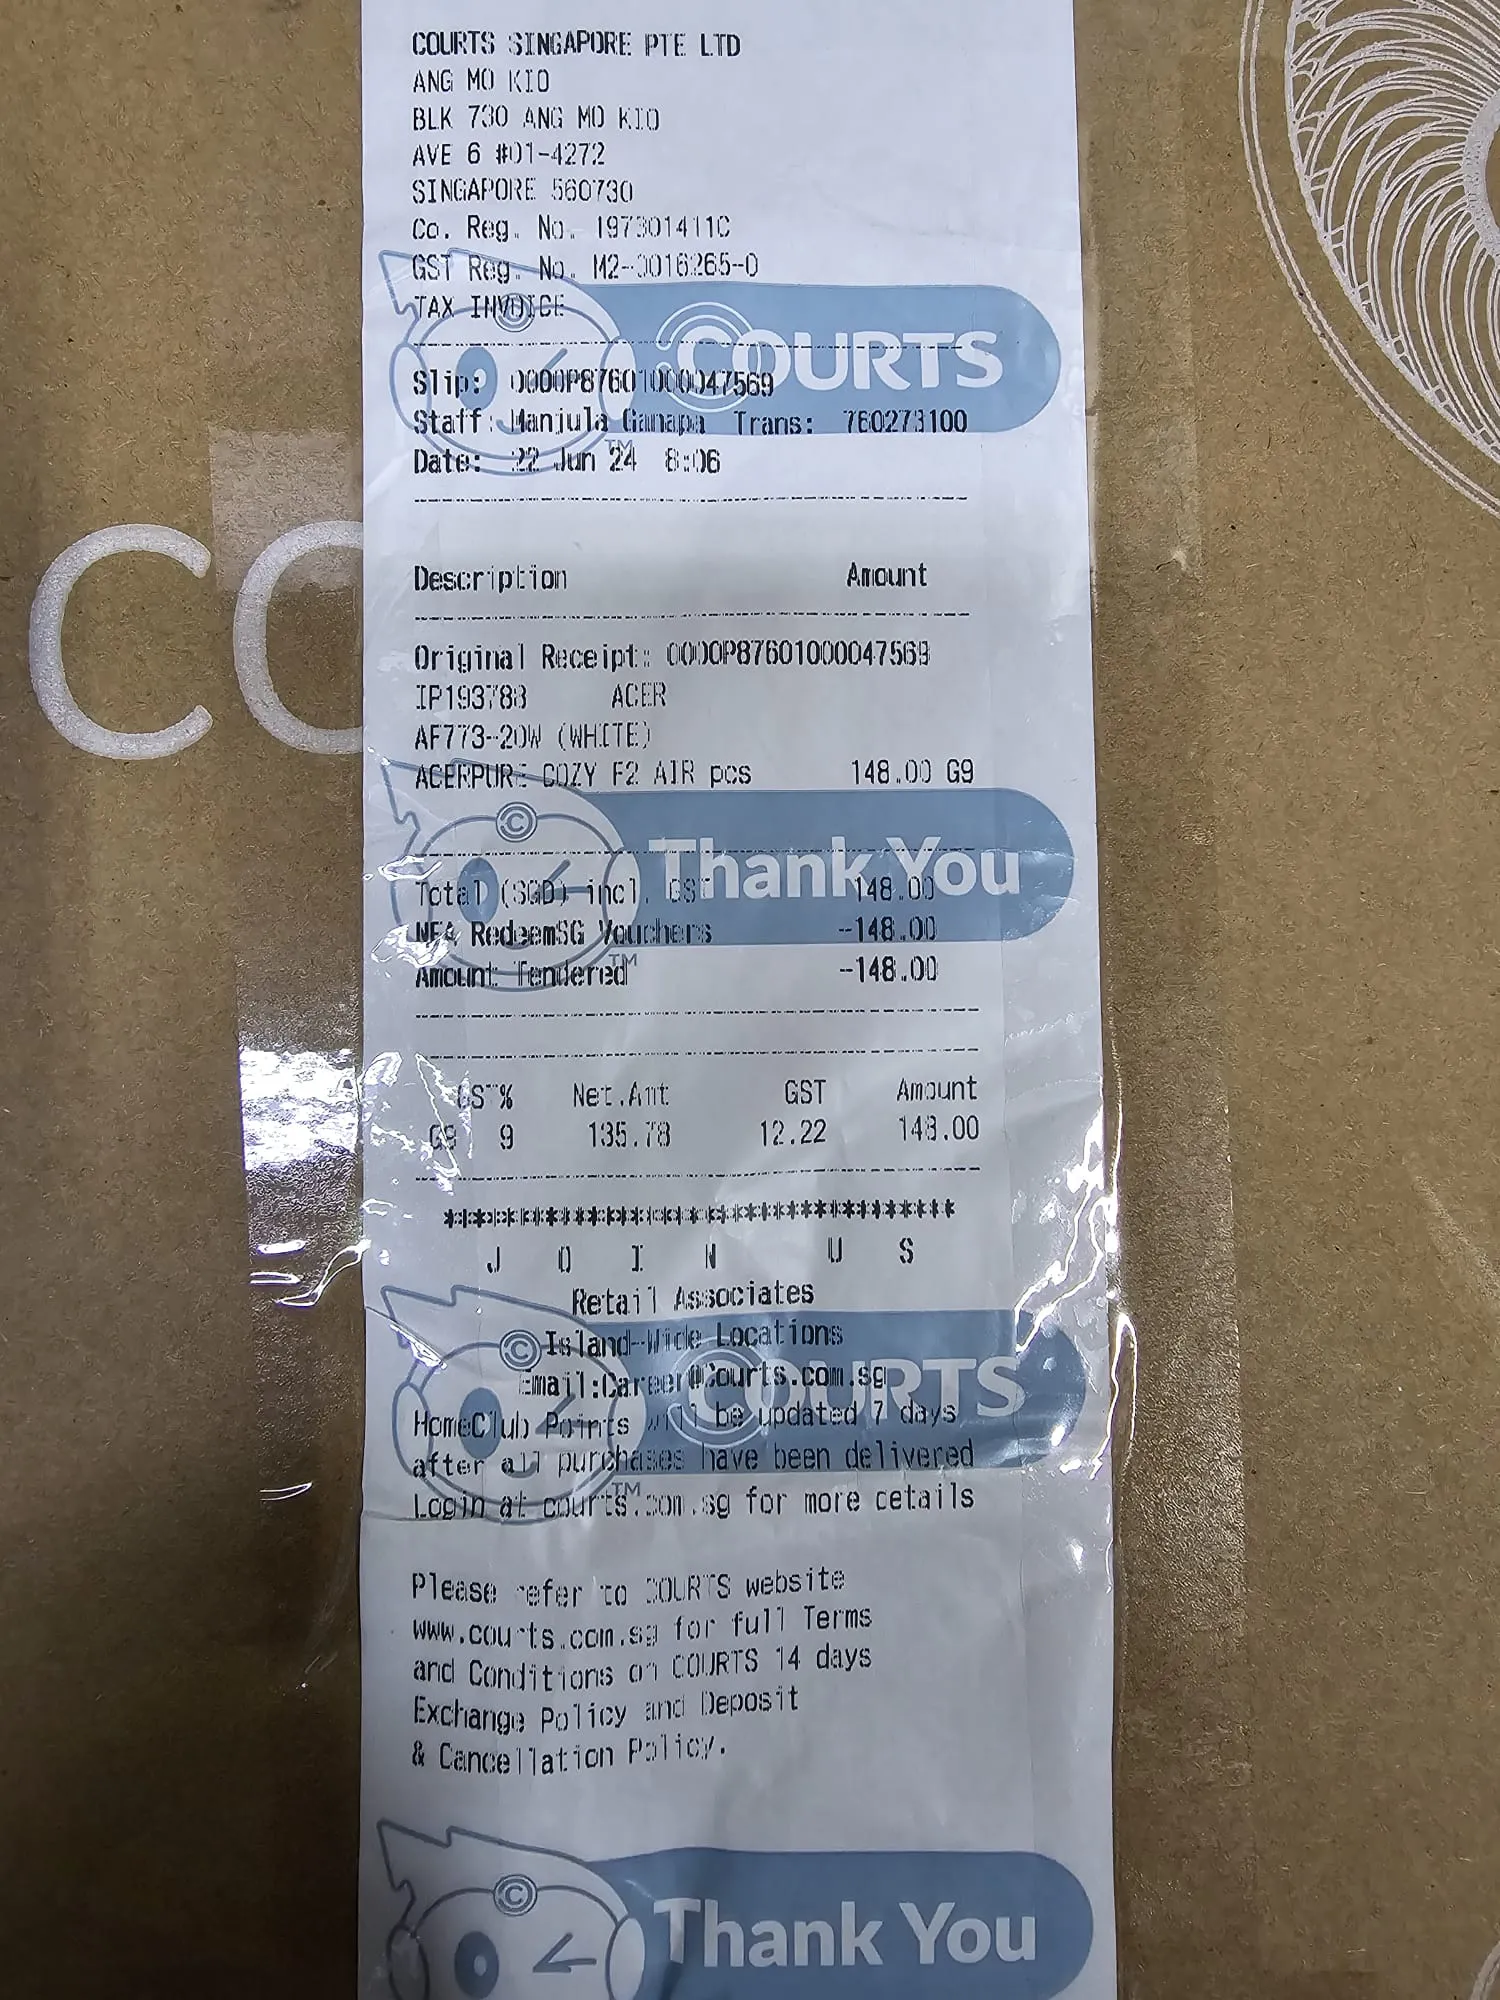 COURTS SINGAPORE PTE LTD
ANG MO KIO
BLK 730 ANG MO KIO
AVE 6 #01-4272
SINGAPORE 560730
Co. Reg. No. 197301411C
GST Reg. No. M2-0016265-0
TAX INVOICE
COURTS
Slip: 0000P87601000047569
Staff: Manjula Ganapa Trans: 760273100
TM
Date: 22 Jun 24 8:06
CO
Description Amount
Original Receipt: 0000P87601000047569
IP193788 ACER
AF773-20W (WHITE)
ACERPURE COZY F2 AIR pcs 148.00 G9
©
Thank You
Total (SGD) incl. GST 148.00
NEA RedeemSG Vouchers -148.00
TM
Amount Tendered -148.00
GST% Net.Amt GST Amount
G9 9 135.78 12.22 148.00
************************************
J O I N U S
Retail Associates
© Island-Wide Locations
COURTS
Email:Career@Courts.com.sg
HomeClub Points will be updated 7 days
after all purchases have been delivered
TM
Login at courts.com.sg for more details
Please refer to COURTS website
www.courts.com.sg for full Terms
and Conditions on COURTS 14 days
Exchange Policy and Deposit
& Cancellation Policy.
©
Thank You